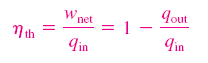 η_th = w_net / q_in = 1 − q_out / q_in